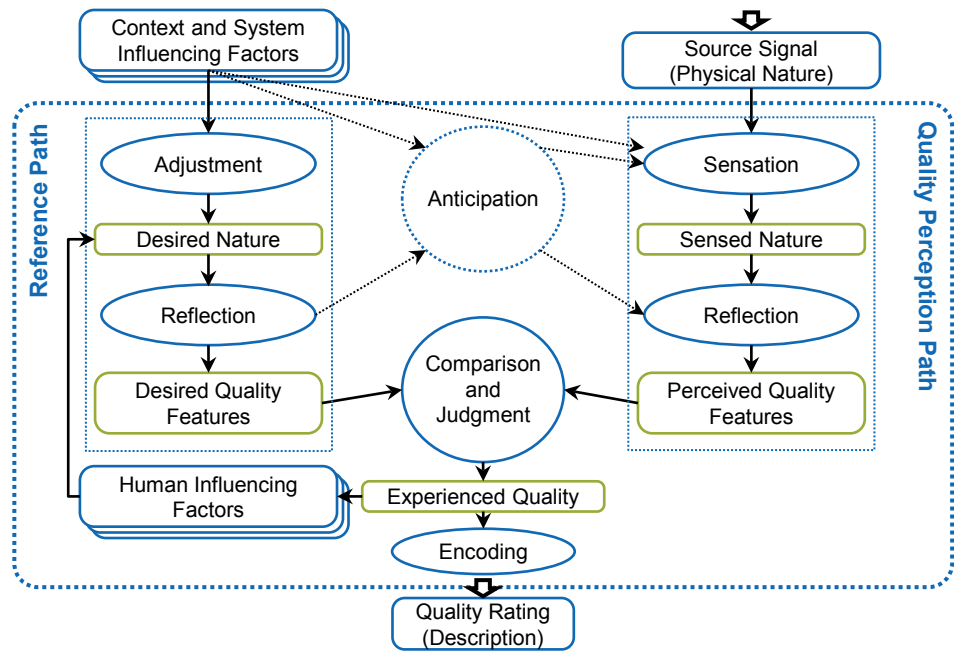 Context and System
Influencing Factors
Source Signal
(Physical Nature)
Reference Path
Quality Perception Path
Adjustment
Anticipation
Sensation
Desired Nature
Sensed Nature
Reflection
Reflection
Comparison
and
Judgment
Desired Quality
Features
Perceived Quality
Features
Human Influencing
Factors
Experienced Quality
Encoding
Quality Rating
(Description)